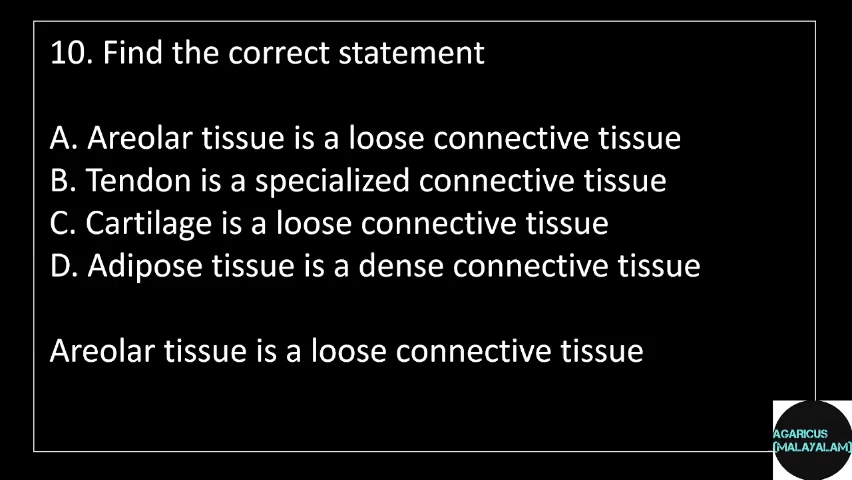 10. Find the correct statement
A. Areolar tissue is a loose connective tissue
B. Tendon is a specialized connective tissue
C. Cartilage is a loose connective tissue
D. Adipose tissue is a dense connective tissue
Areolar tissue is a loose connective tissue
AGARICUS
(MALAYALAM)